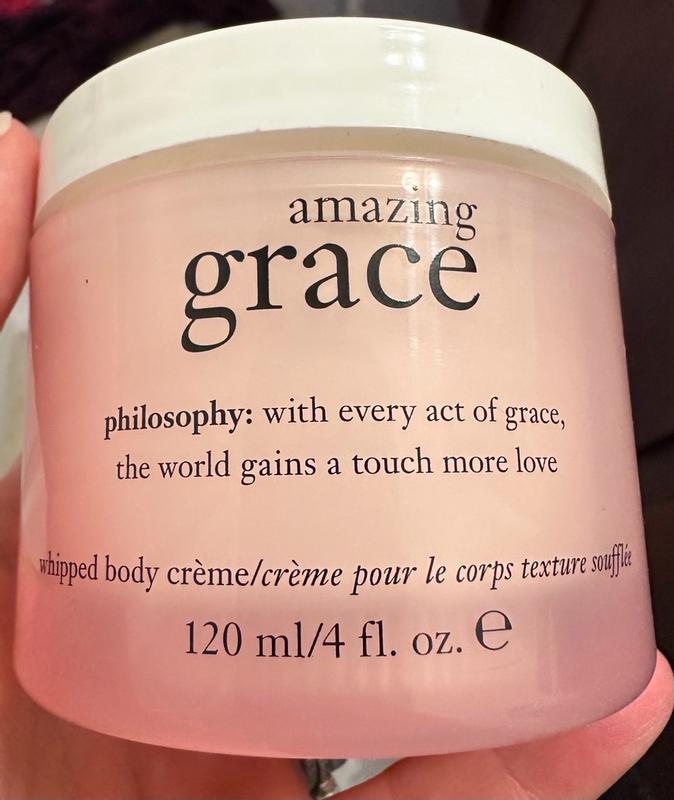 amazing
grace
philosophy: with every act of grace,
the world gains a touch more love
whipped body crème/crème pour le corps texture soufflée
120 ml/4 fl. oz. ℮